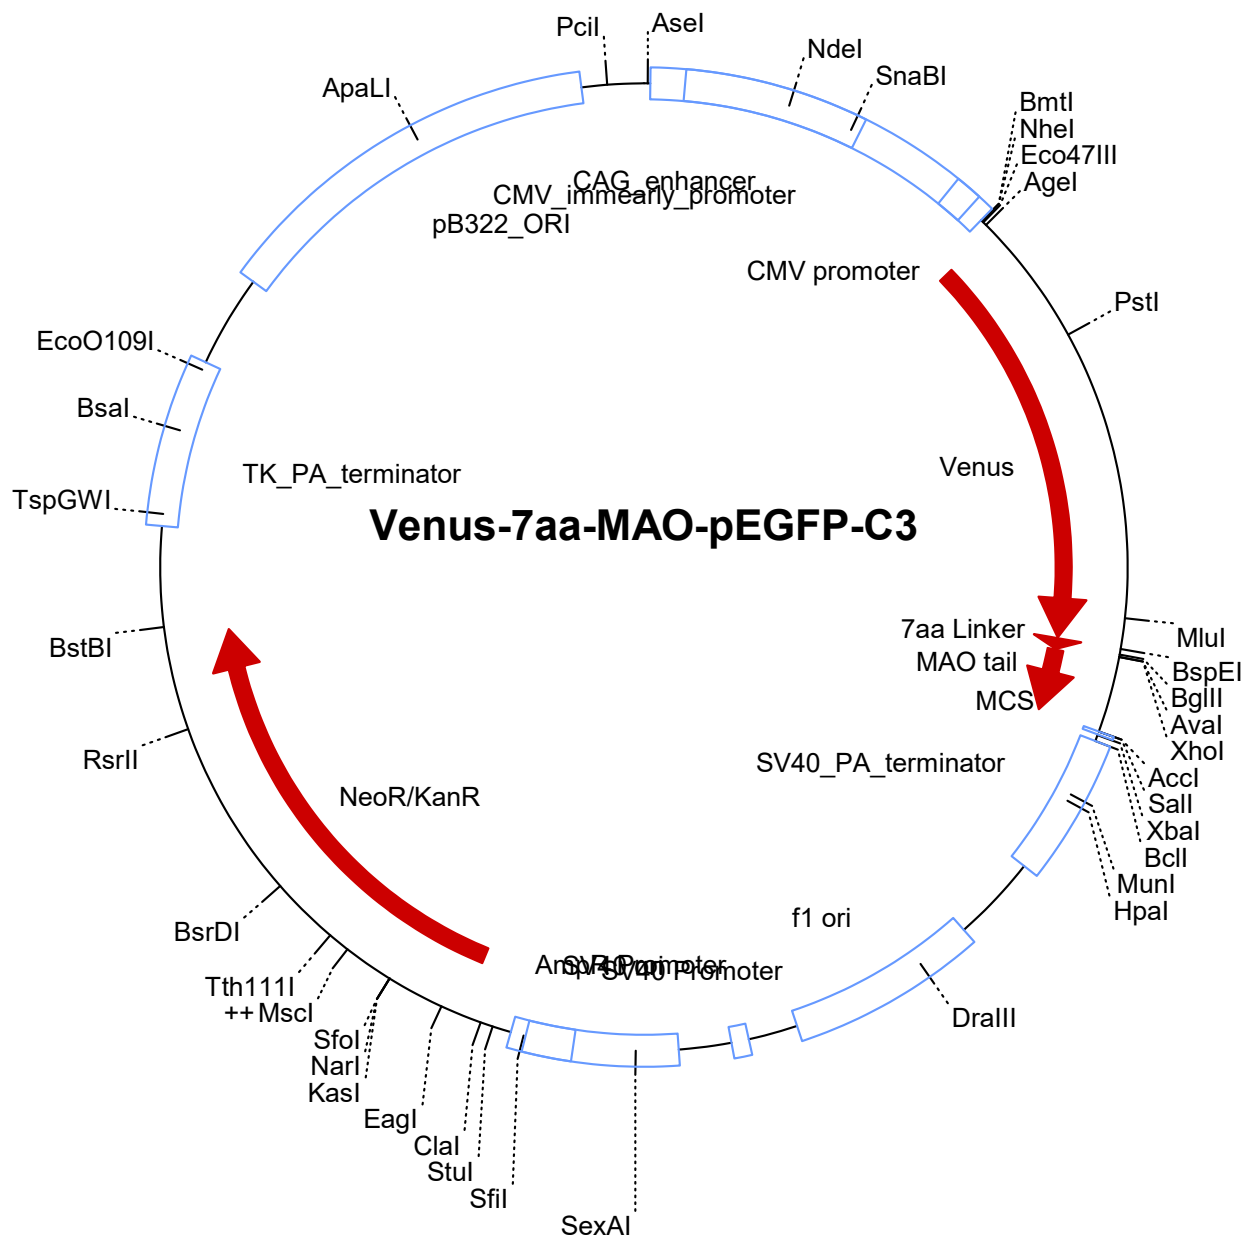 PciI
AseI
NdeI
SnaBI
ApaLI
BmtI
NheI
Eco47III
AgeI
CAG_enhancer
CMV_immearly_promoter
pB322_ORI
CMV promoter
PstI
EcoO109I
BsaI
TspGWI
TK_PA_terminator
Venus
Venus-7aa-MAO-pEGFP-C3
7aa Linker
MAO tail
MCS
MluI
BspEI
BglII
AvaI
XhoI
BstBI
RsrII
SV40_PA_terminator
AccI
SalI
XbaI
BclI
MunI
HpaI
NeoR/KanR
f1 ori
BsrDI
AmpR Promoter
SV40 Promoter
Tth111I
++ MscI
DraIII
SfoI
NarI
KasI
EagI
ClaI
StuI
SfiI
SexAI